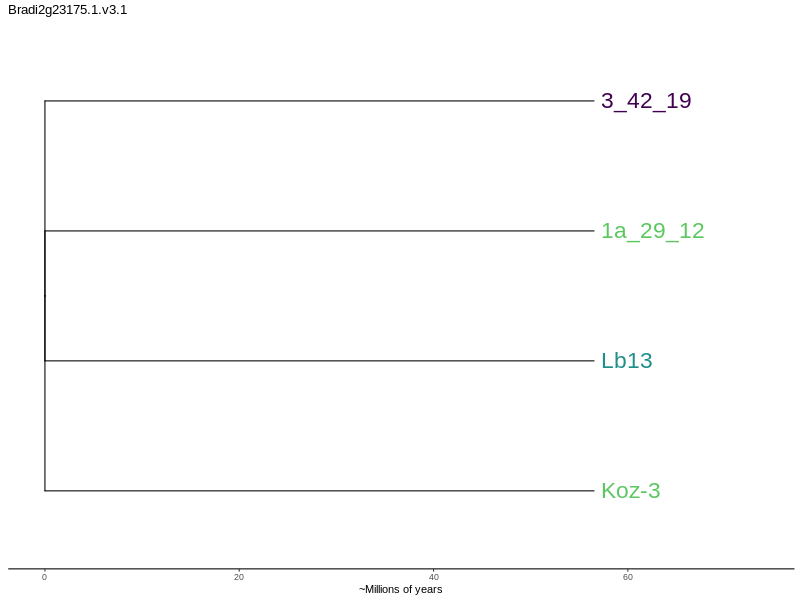 Bradi2g23175.1.v3.1
3_42_19
1a_29_12
Lb13
Koz-3
0 20 40 60
~Millions of years